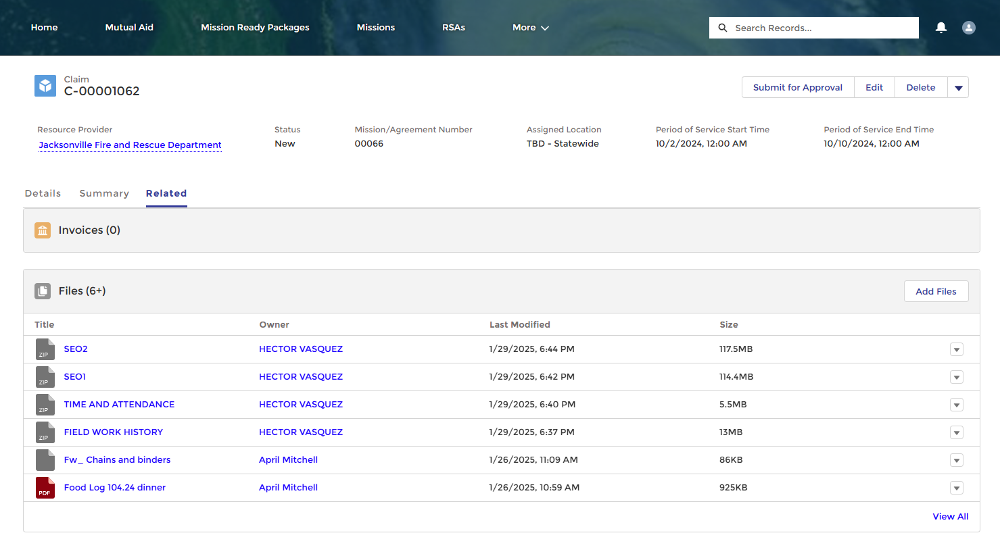 Home Mutual Aid Mission Ready Packages Missions RSAs More Search Records...
Claim
C-00001062
Submit for Approval Edit Delete
Resource Provider Status Mission/Agreement Number Assigned Location Period of Service Start Time Period of Service End Time
Jacksonville Fire and Rescue Department New 00066 TBD - Statewide 10/2/2024, 12:00 AM 10/10/2024, 12:00 AM
Details Summary Related
Invoices (0)
Files (6+) Add Files
Title Owner Last Modified Size
ZIP SEO2 HECTOR VASQUEZ 1/29/2025, 6:44 PM 117.5MB
ZIP SEO1 HECTOR VASQUEZ 1/29/2025, 6:42 PM 114.4MB
ZIP TIME AND ATTENDANCE HECTOR VASQUEZ 1/29/2025, 6:40 PM 5.5MB
ZIP FIELD WORK HISTORY HECTOR VASQUEZ 1/29/2025, 6:37 PM 13MB
Fw_ Chains and binders April Mitchell 1/26/2025, 11:09 AM 86KB
PDF Food Log 104.24 dinner April Mitchell 1/26/2025, 10:59 AM 925KB
View All